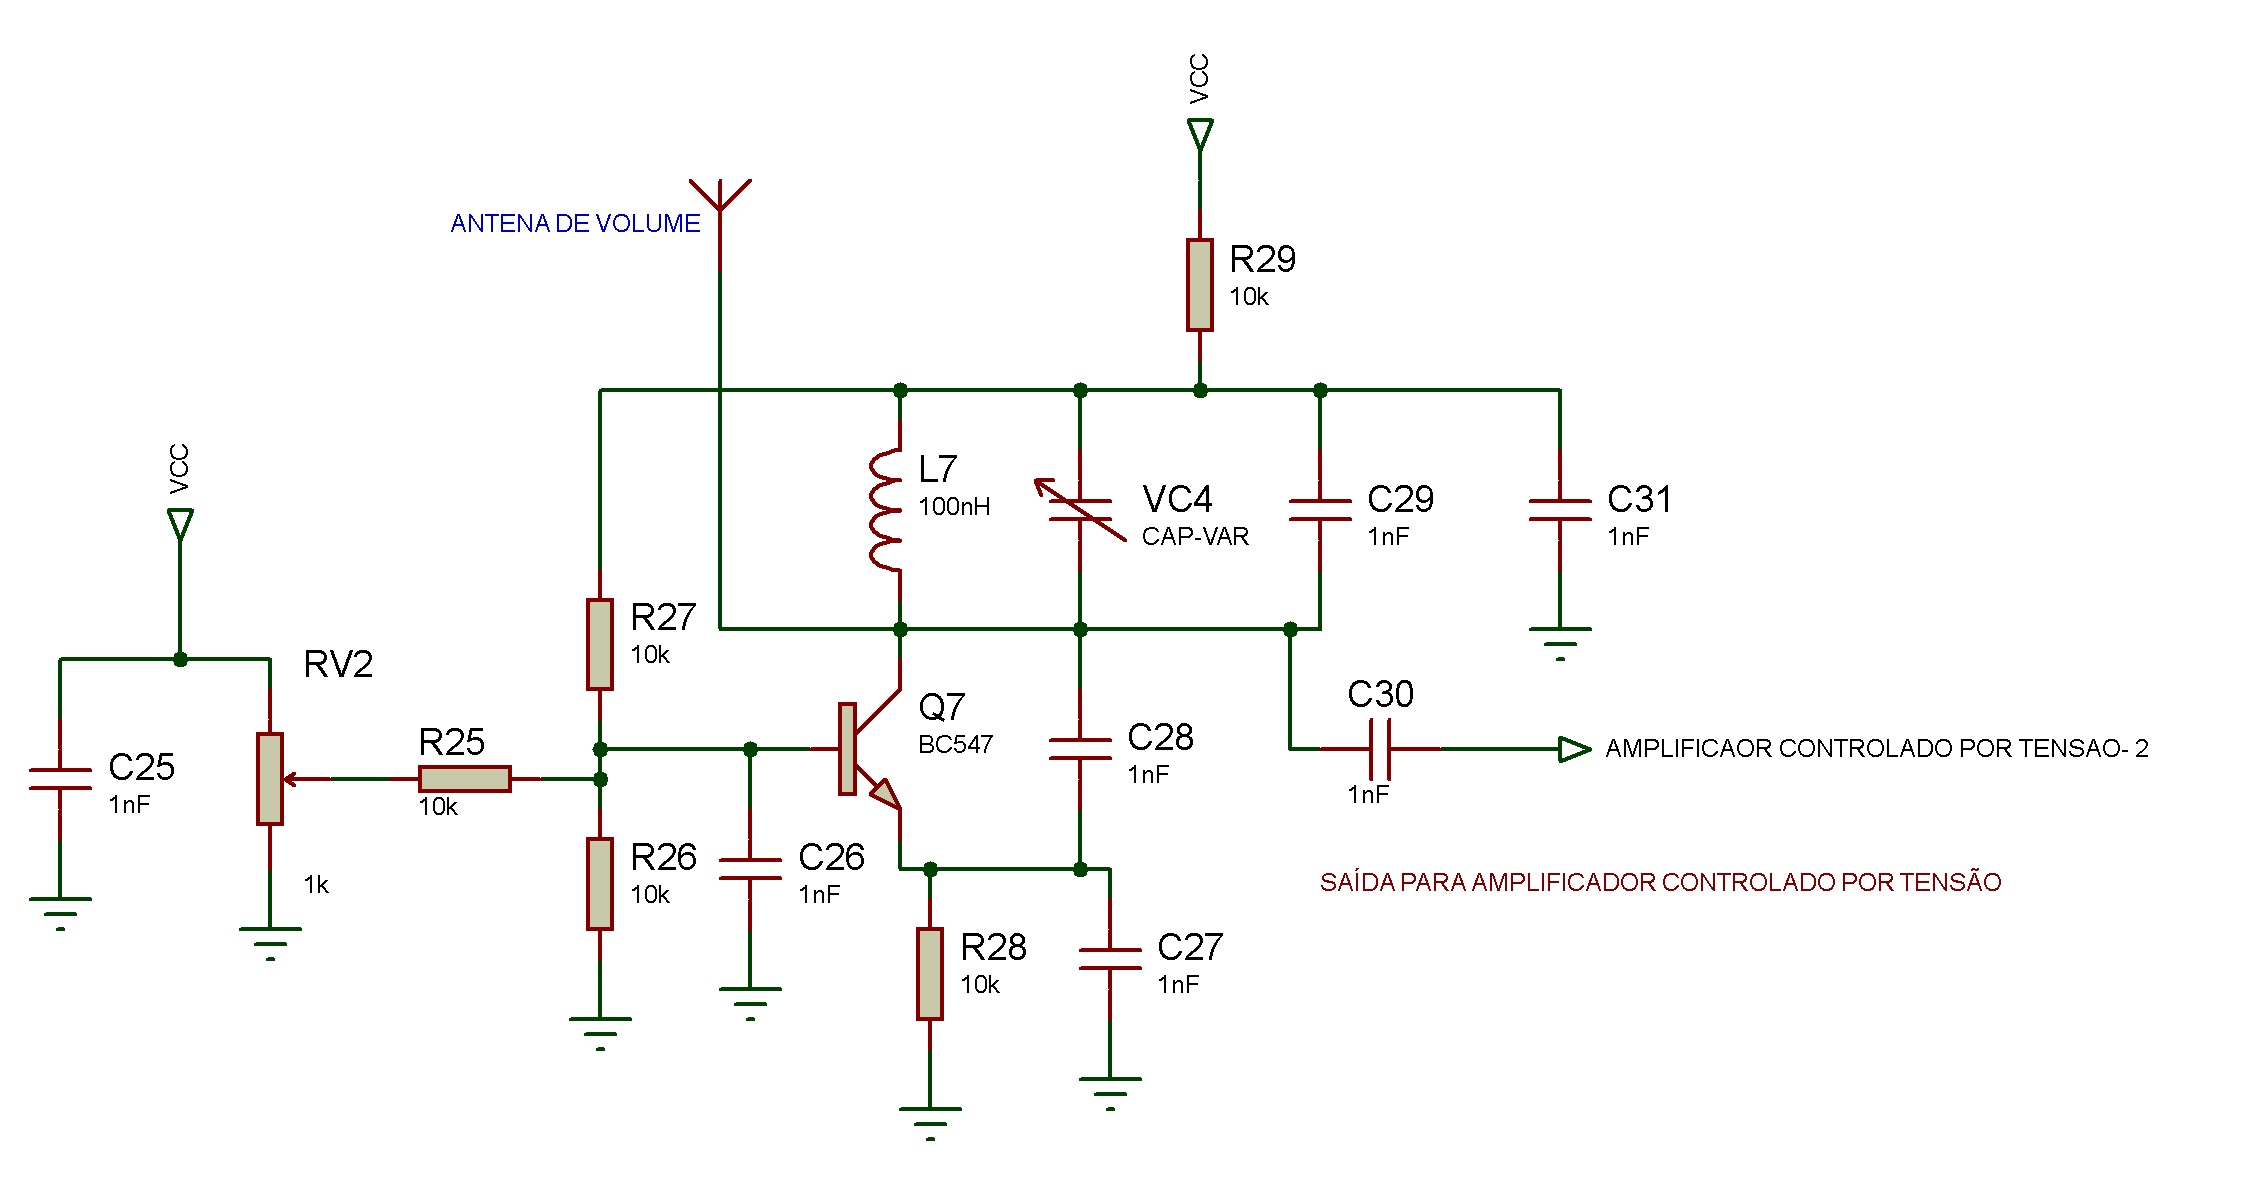 VCC
ANTENA DE VOLUME
R29
10k
VCC
L7
100nH
VC4
CAP-VAR
C29
1nF
C31
1nF
R27
10k
RV2
C25
1nF
R25
10k
Q7
BC547
C28
1nF
C30
1nF
AMPLIFICAOR CONTROLADO POR TENSAO- 2
R26
10k
C26
1nF
1k
SAÍDA PARA AMPLIFICADOR CONTROLADO POR TENSÃO
R28
10k
C27
1nF